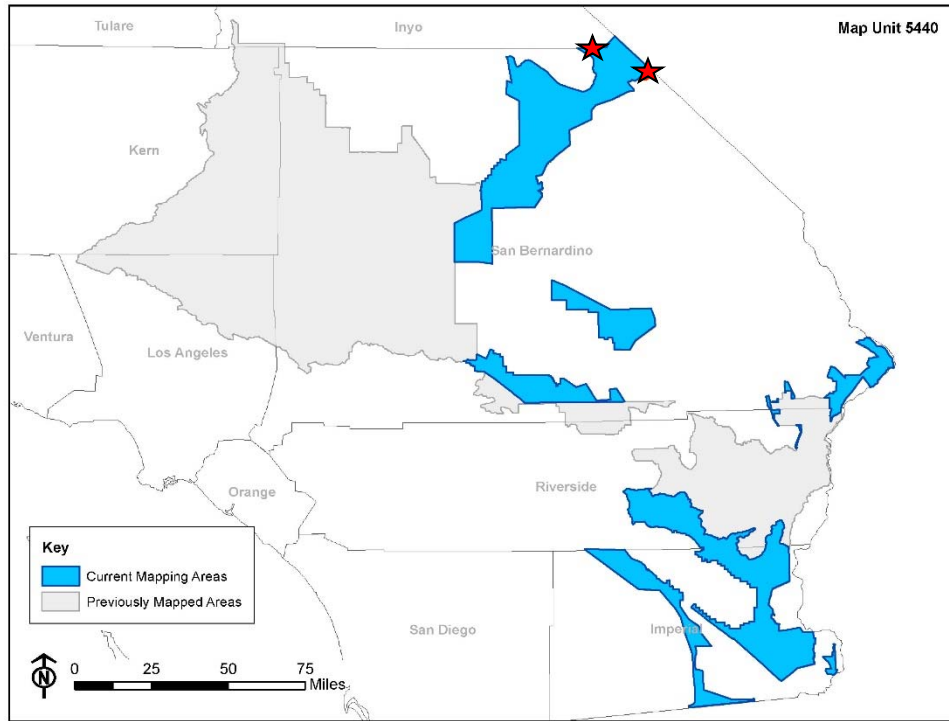 Tulare
Inyo
Map Unit 5440
Kern
San Bernardino
Ventura
Los Angeles
Orange
Riverside
Key
Current Mapping Areas
Previously Mapped Areas
San Diego
Imperial
N
0 25 50 75
Miles